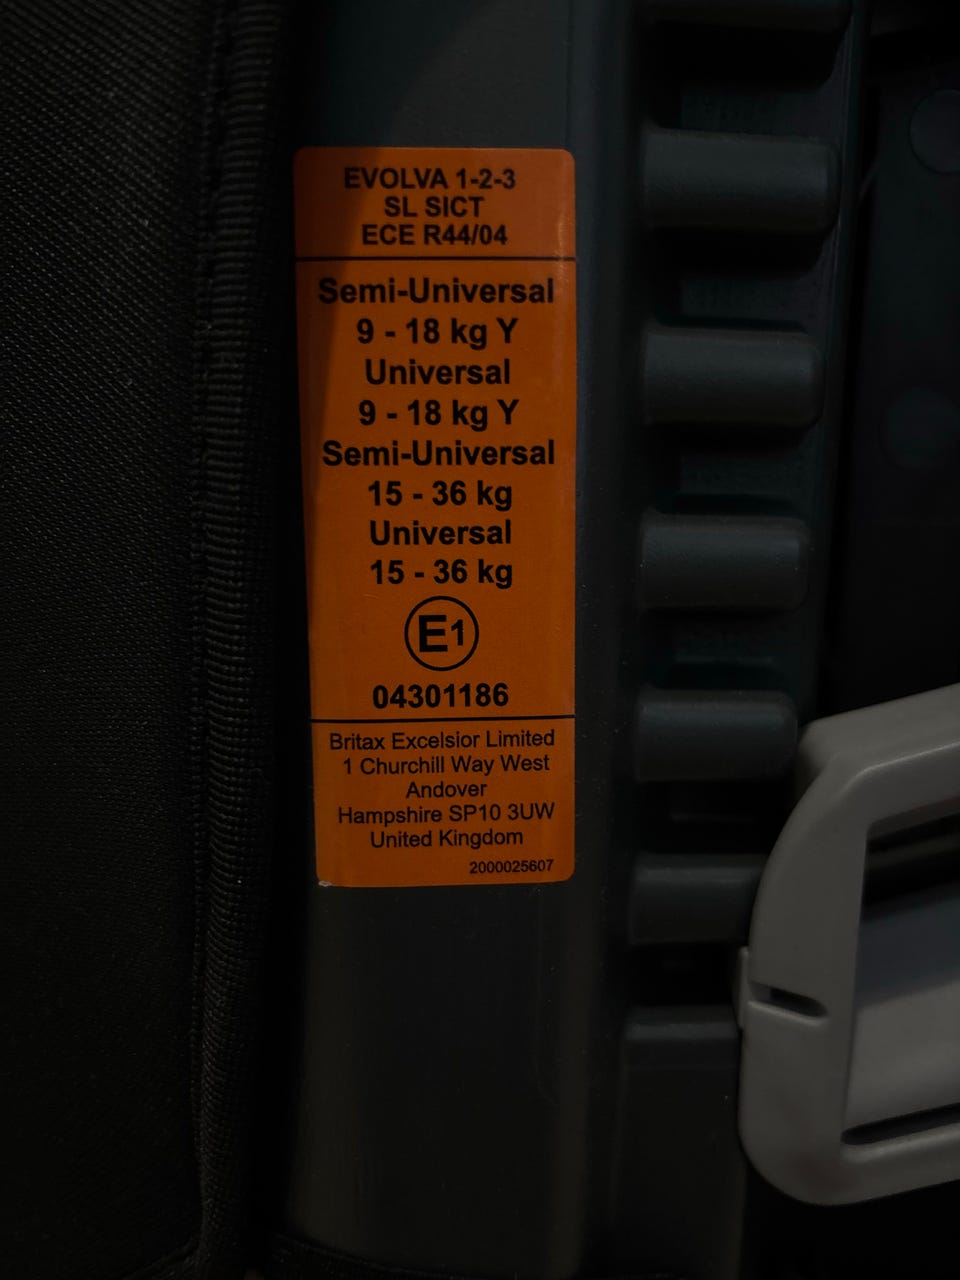 EVOLVA 1-2-3
SL SICT
ECE R44/04
Semi-Universal
9 - 18 kg Y
Universal
9 - 18 kg Y
Semi-Universal
15 - 36 kg
Universal
15 - 36 kg
E1
04301186
Britax Excelsior Limited
1 Churchill Way West
Andover
Hampshire SP10 3UW
United Kingdom
2000025607